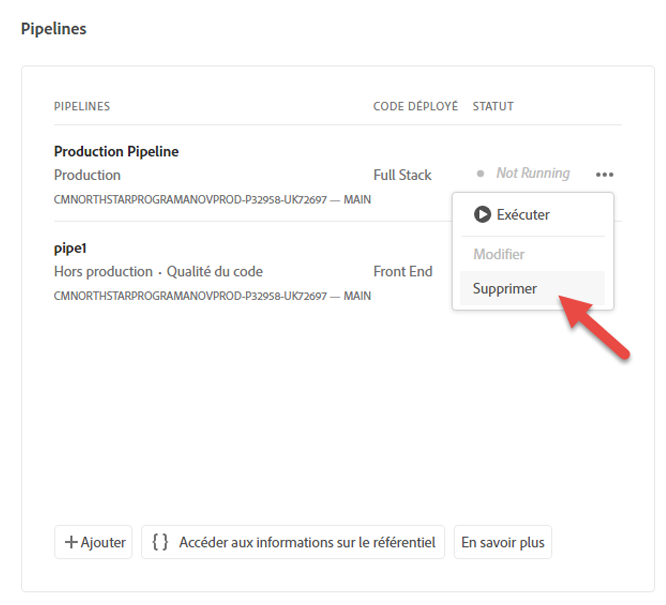 Pipelines
PIPELINES CODE DÉPLOYÉ STATUT
Production Pipeline
Production Full Stack Not Running
CMNORTHSTARPROGRAMANOVPROD-P32958-UK72697 — MAIN
Exécuter
pipe1
Modifier
Hors production · Qualité du code Front End
Supprimer
CMNORTHSTARPROGRAMANOVPROD-P32958-UK72697 — MAIN
Ajouter {} Accéder aux informations sur le référentiel En savoir plus